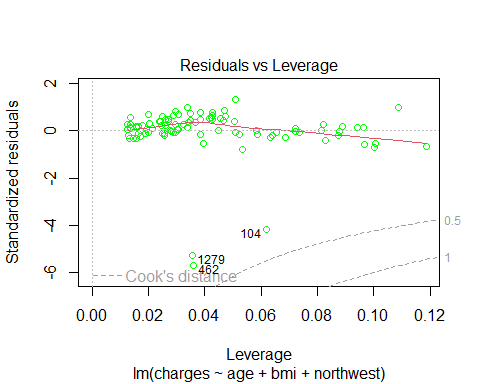 Residuals vs Leverage
Standardized residuals
2
0
-2
-4
-6
104
1279
462
Cook's distance
0.5
1
0.00 0.02 0.04 0.06 0.08 0.10 0.12
Leverage
lm(charges ~ age + bmi + northwest)